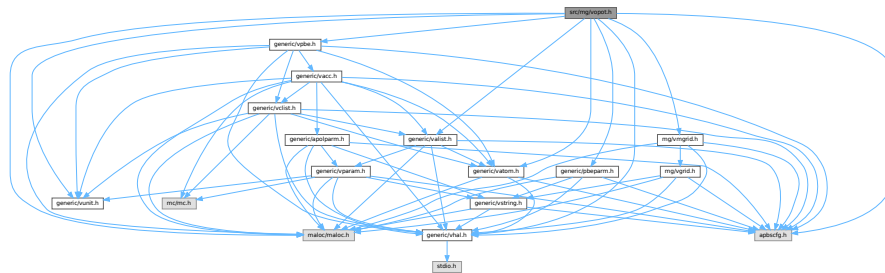 src/mg/vopot.h
generic/vpbe.h
generic/vacc.h
generic/vclist.h
generic/apolparm.h
generic/valist.h
mg/vmgrid.h
generic/vparam.h
generic/vatom.h
generic/pbeparm.h
mg/vgrid.h
generic/vunit.h
mc/mc.h
generic/vstring.h
maloc/maloc.h
generic/vhal.h
apbscfg.h
stdio.h